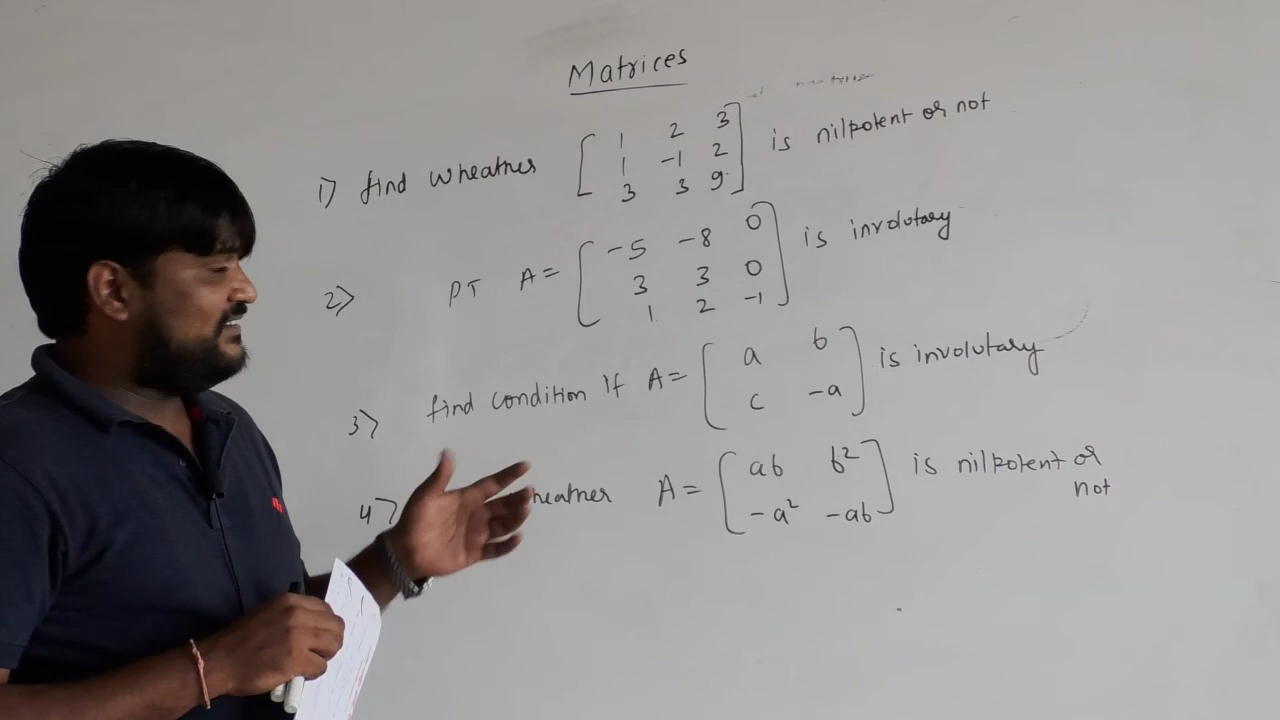 Matrices
1) find wheather [ 1 2 3
1 -1 2
3 3 9 ] is nilpotent or not
2) PT A = [ -5 -8 0
3 3 0
1 2 -1 ] is involutary
3) find condition if A = [ a b
c -a ] is involutary
4) heather A = [ ab b²
-a² -ab ] is nilpotent or
not